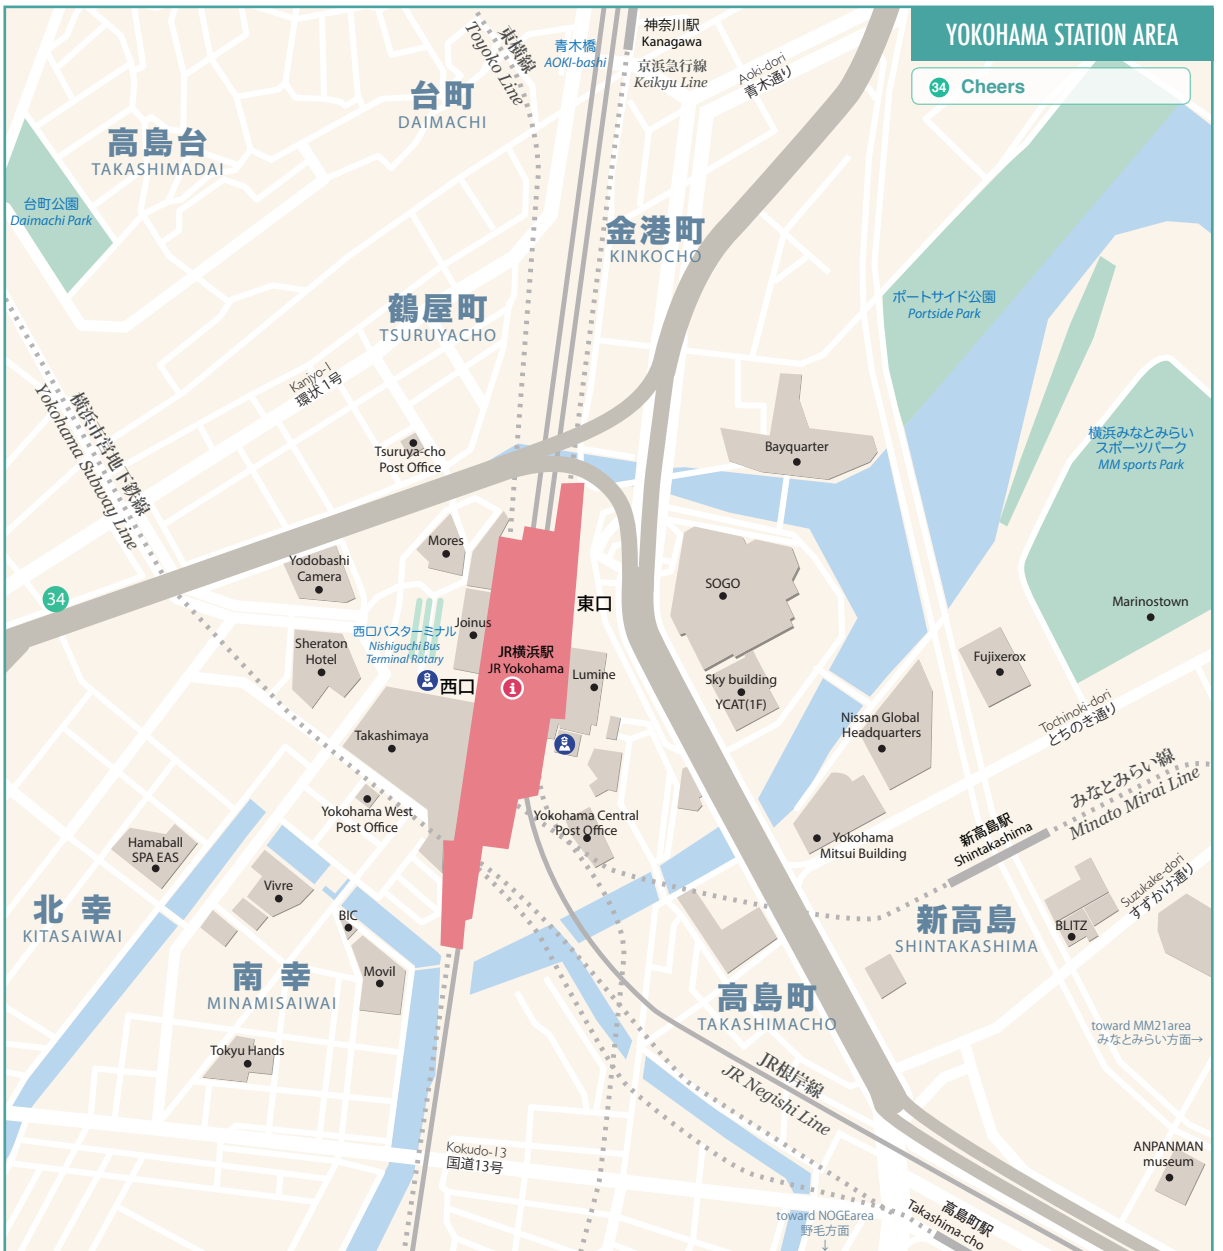 YOKOHAMA STATION AREA
34 Cheers
神奈川駅
Kanagawa
京浜急行線
Keikyu Line
東横線
Toyoko Line
青木橋
AOKI-bashi
Aoki-dori
青木通り
台町
DAIMACHI
高島台
TAKASHIMADAI
台町公園
Daimachi Park
金港町
KINKOCHO
鶴屋町
TSURUYACHO
ポートサイド公園
Portside Park
Kanjyo-1
環状1号
横浜市営地下鉄線
Yokohama Subway Line
Tsuruya-cho
Post Office
Bayquarter
横浜みなとみらい
スポーツパーク
MM sports Park
Mores
Yodobashi
Camera
34
SOGO
東口
Marinostown
西口バスターミナル
Nishiguchi Bus
Terminal Rotary
Joinus
Sheraton
Hotel
JR横浜駅
JR Yokohama
i
西口
Lumine
Sky building
YCAT(1F)
Fujixerox
Nissan Global
Headquarters
Tochinoki-dori
とちのき通り
Takashimaya
みなとみらい線
Minato Mirai Line
Yokohama West
Post Office
Yokohama Central
Post Office
Yokohama
Mitsui Building
新高島駅
Shintakashima
Hamaball
SPA EAS
Vivre
BIC
Suzukake-dori
すずかけ通り
北幸
KITASAIWAI
新高島
SHINTAKASHIMA
BLITZ
南幸
MINAMISAIWAI
Movil
高島町
TAKASHIMACHO
toward MM21area
みなとみらい方面→
Tokyu Hands
JR根岸線
JR Negishi Line
Kokudo-13
国道13号
ANPANMAN
museum
toward NOGEarea
野毛方面
↓
高島町駅
Takashima-cho